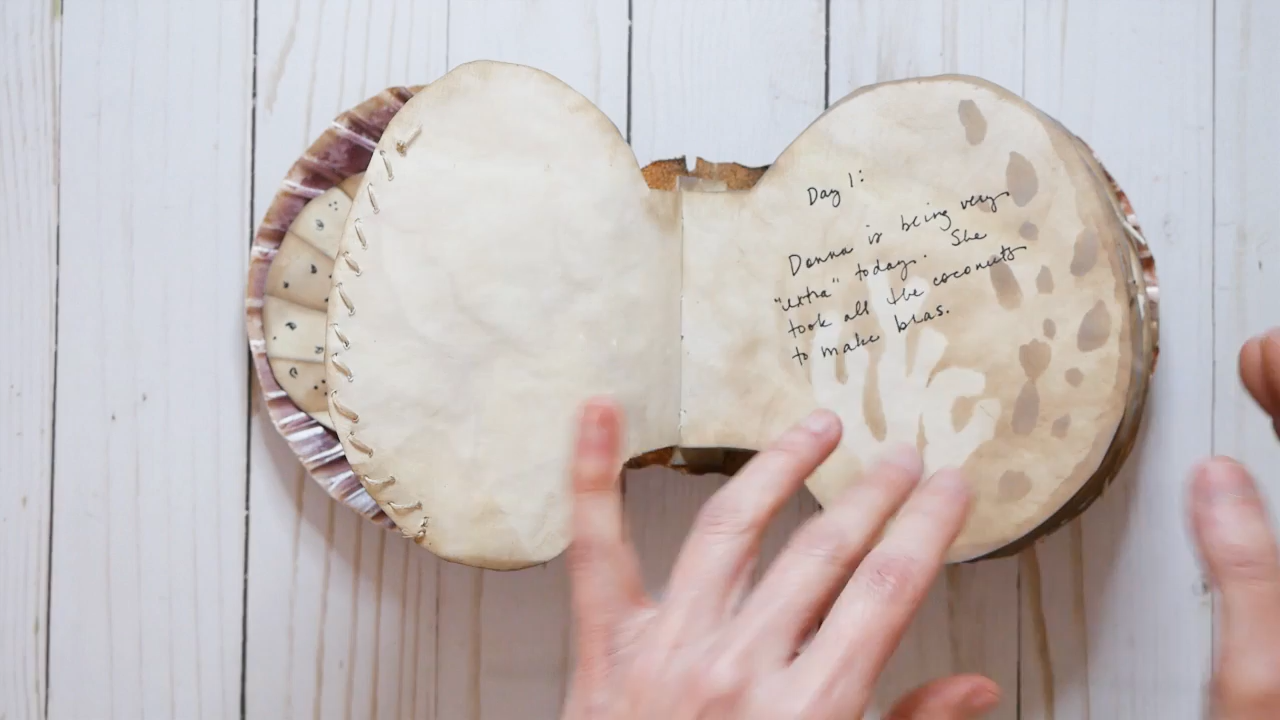 Day 1:
Donna is being very
"extra" today. She
took all the coconuts
to make bras.